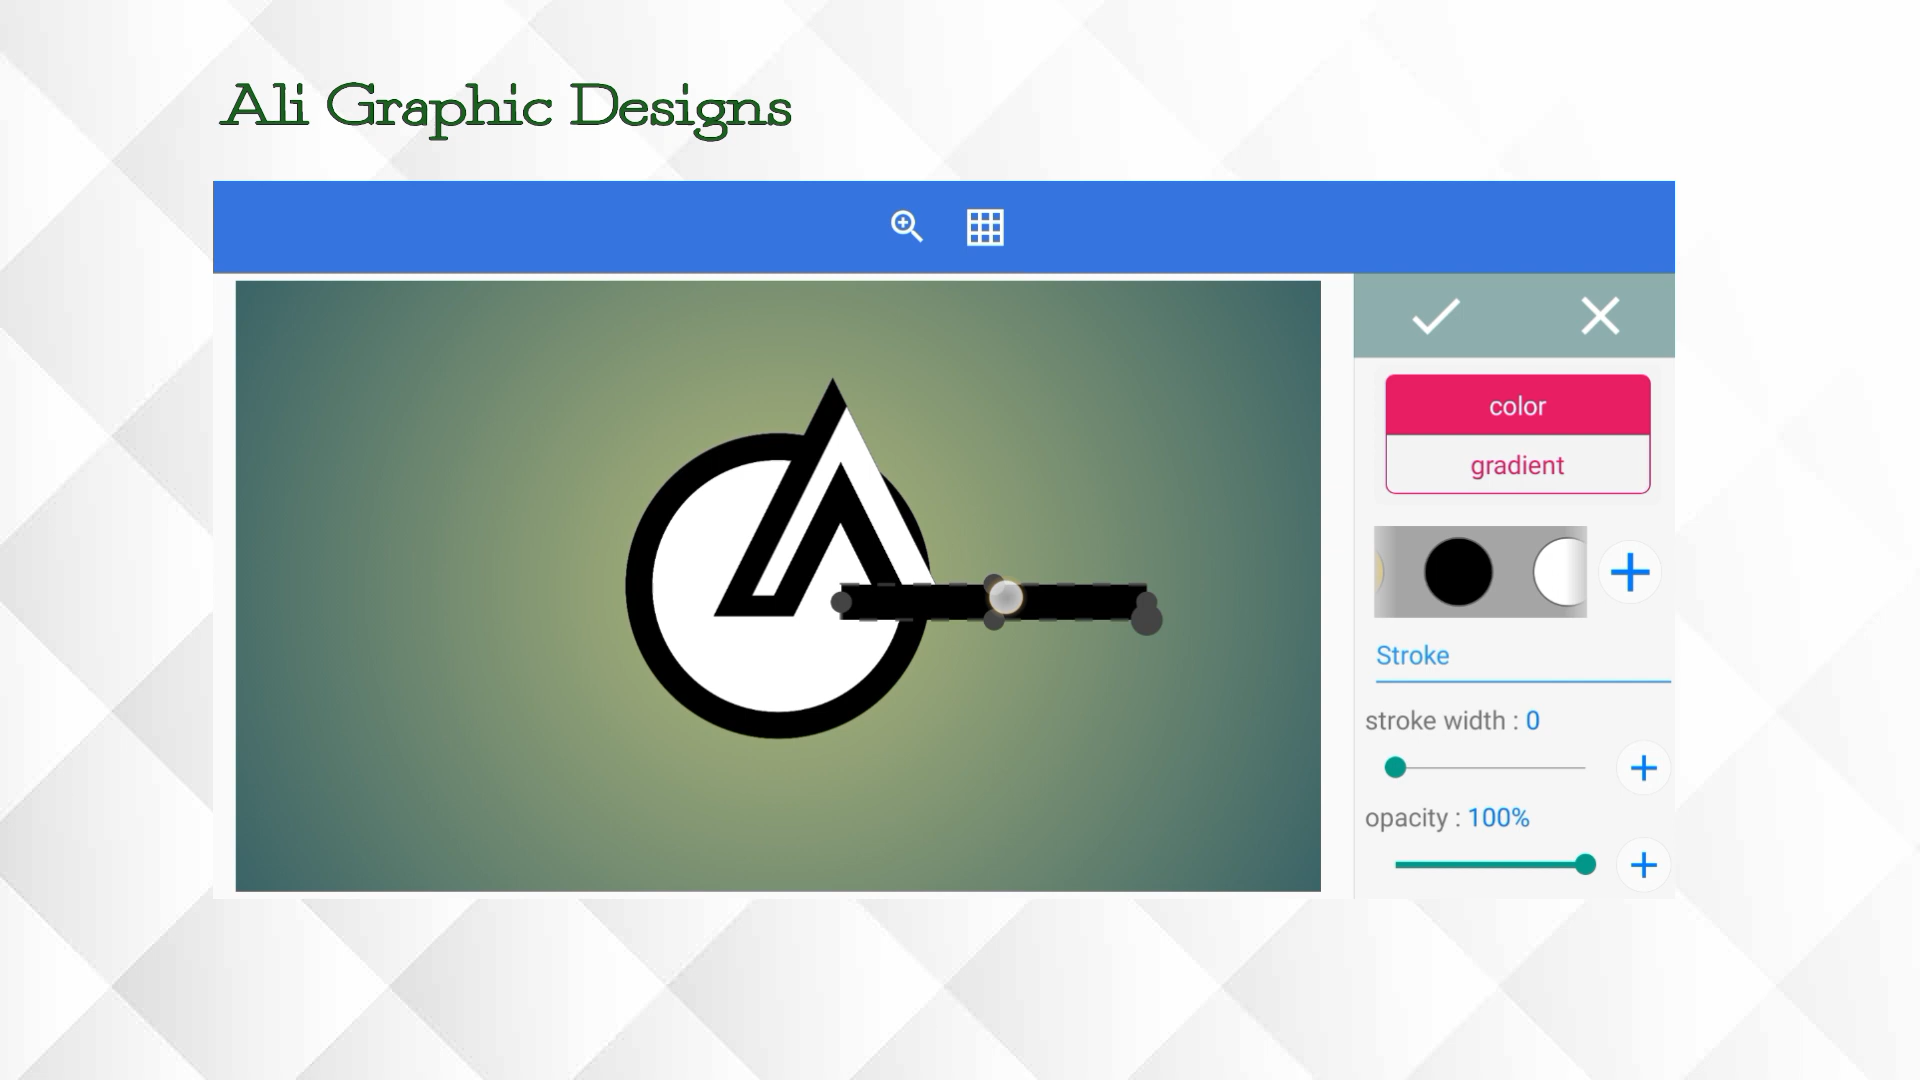 Ali Graphic Designs
color
gradient
Stroke
stroke width : 0
opacity : 100%